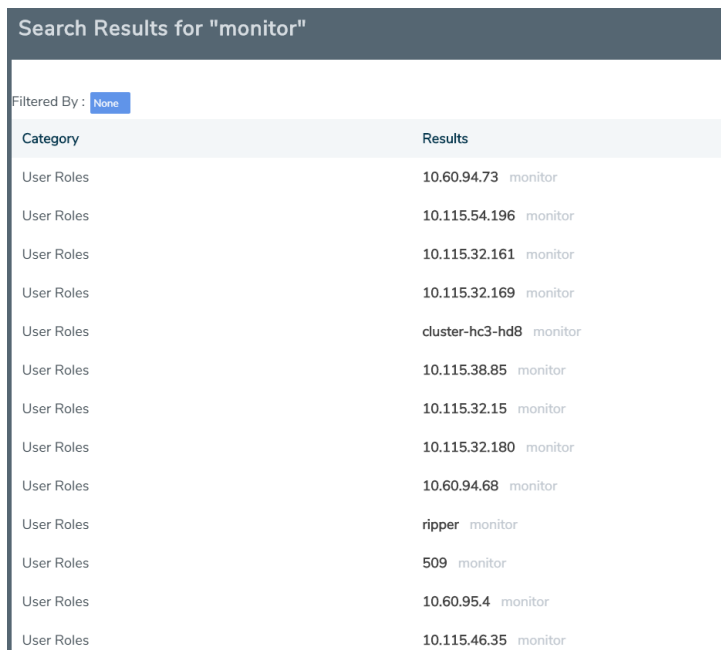 Search Results for "monitor"
Filtered By : None
Category Results
User Roles 10.60.94.73 monitor
User Roles 10.115.54.196 monitor
User Roles 10.115.32.161 monitor
User Roles 10.115.32.169 monitor
User Roles cluster-hc3-hd8 monitor
User Roles 10.115.38.85 monitor
User Roles 10.115.32.15 monitor
User Roles 10.115.32.180 monitor
User Roles 10.60.94.68 monitor
User Roles ripper monitor
User Roles 509 monitor
User Roles 10.60.95.4 monitor
User Roles 10.115.46.35 monitor